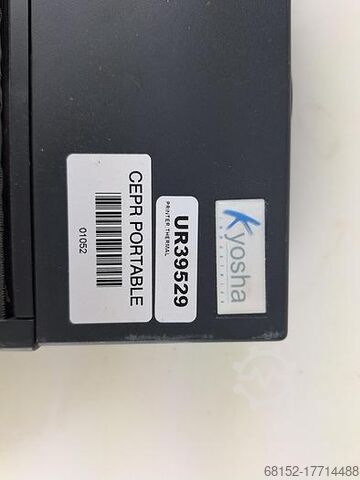 CEPR PORTABLE
01052
UR39529
PRINTER THERMAL
Kyosha
68152-17714488